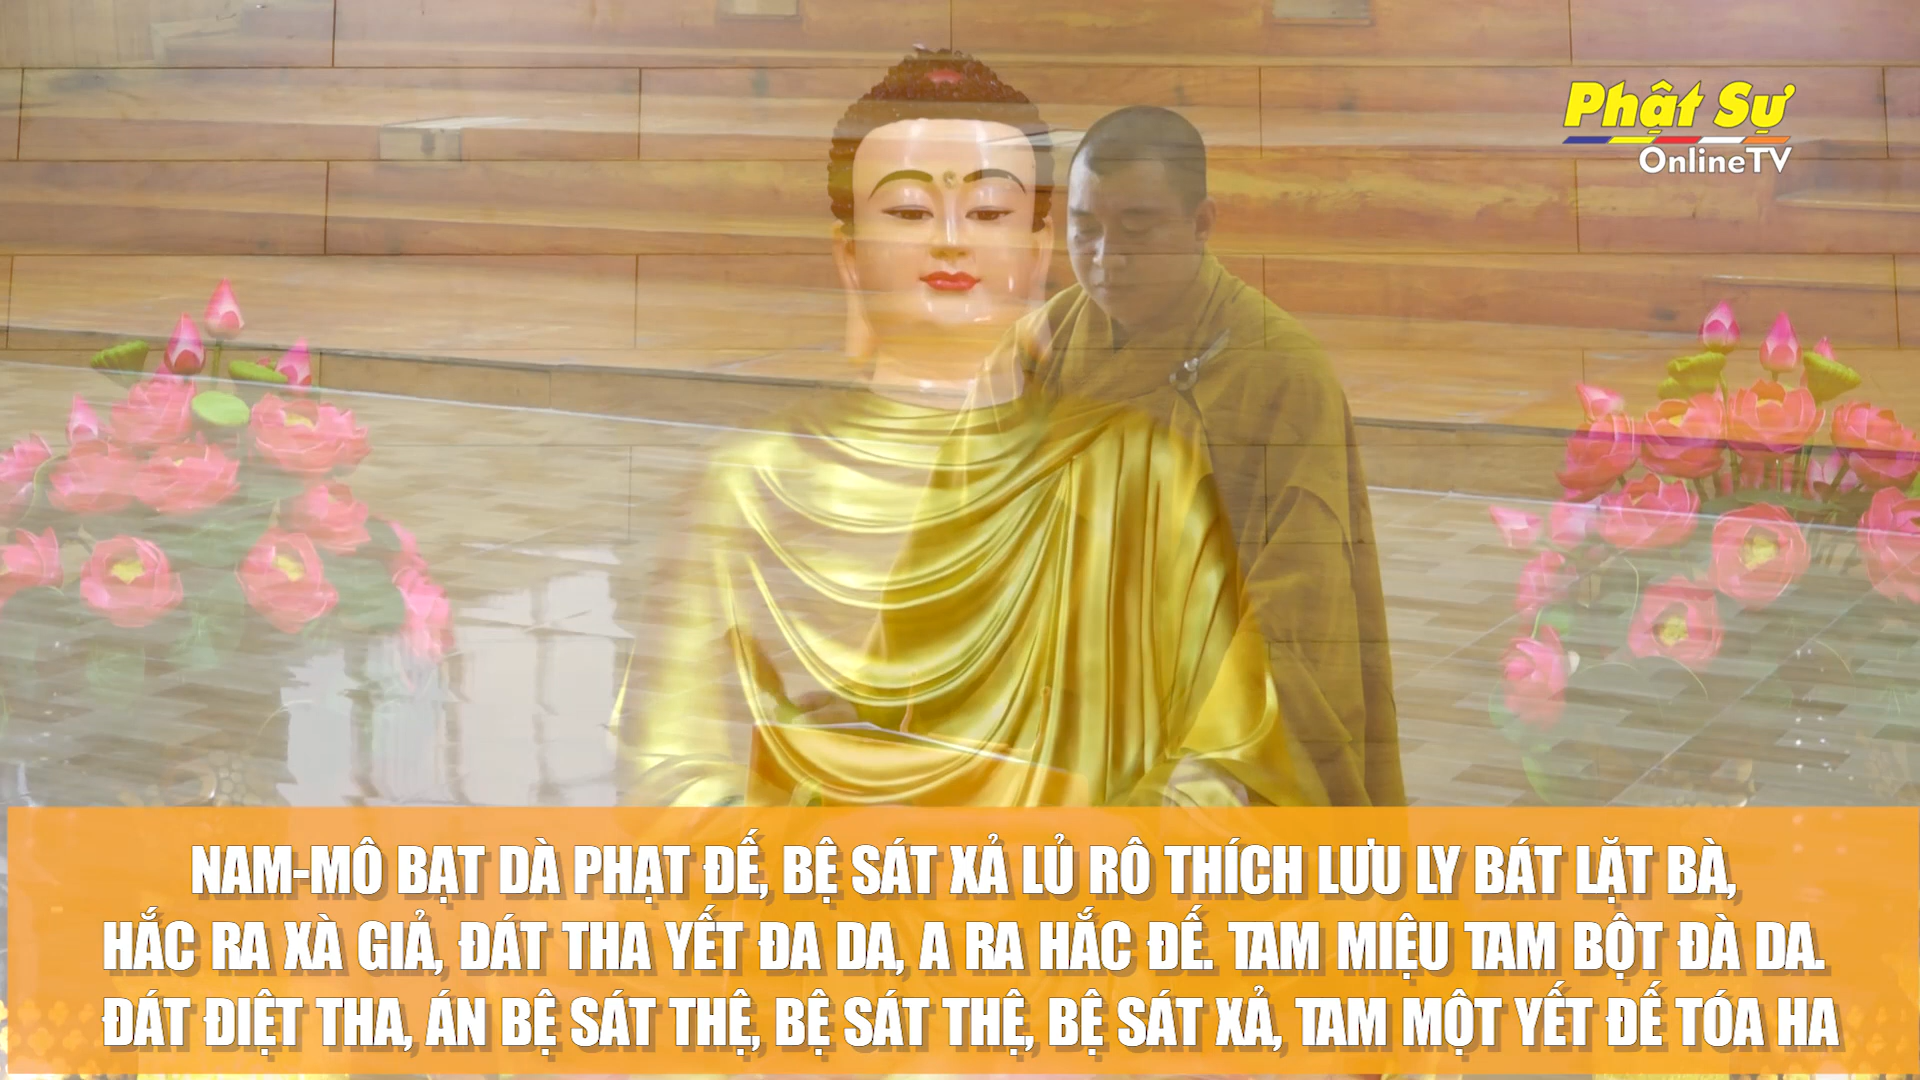 Phật Sự
OnlineTV
NAM-MÔ BẠT DÀ PHẠT ĐẾ, BỆ SÁT XẢ LỦ RÔ THÍCH LƯU LY BÁT LẶT BÀ,
HẮC RA XÀ GIẢ, ĐÁT THA YẾT ĐA DA, A RA HẮC ĐẾ. TAM MIỆU TAM BỘT ĐÀ DA.
ĐÁT ĐIỆT THA, ÁN BỆ SÁT THỆ, BỆ SÁT THỆ, BỆ SÁT XẢ, TAM MỘT YẾT ĐẾ TÓA HA